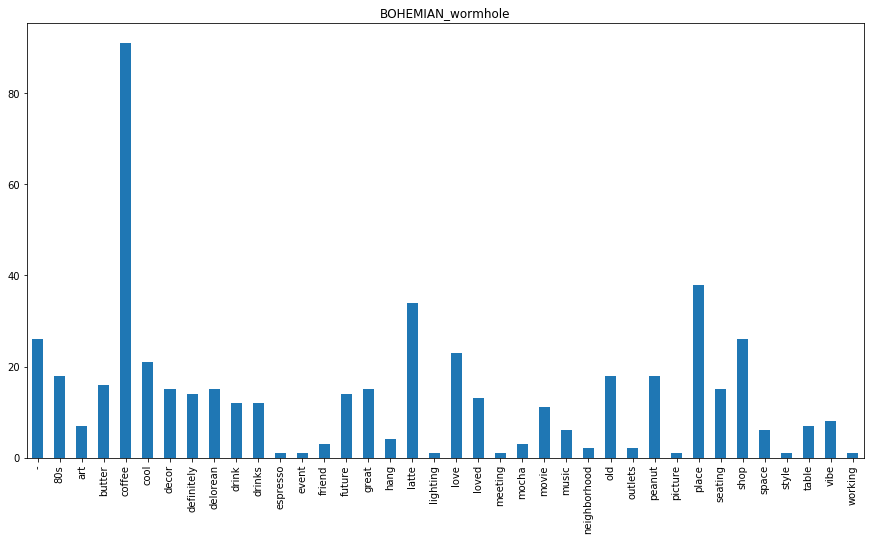 BOHEMIAN_wormhole
80
60
40
20
0
-
80s
art
butter
coffee
cool
decor
definitely
delorean
drink
drinks
espresso
event
friend
future
great
hang
latte
lighting
love
loved
meeting
mocha
movie
music
neighborhood
old
outlets
peanut
picture
place
seating
shop
space
style
table
vibe
working